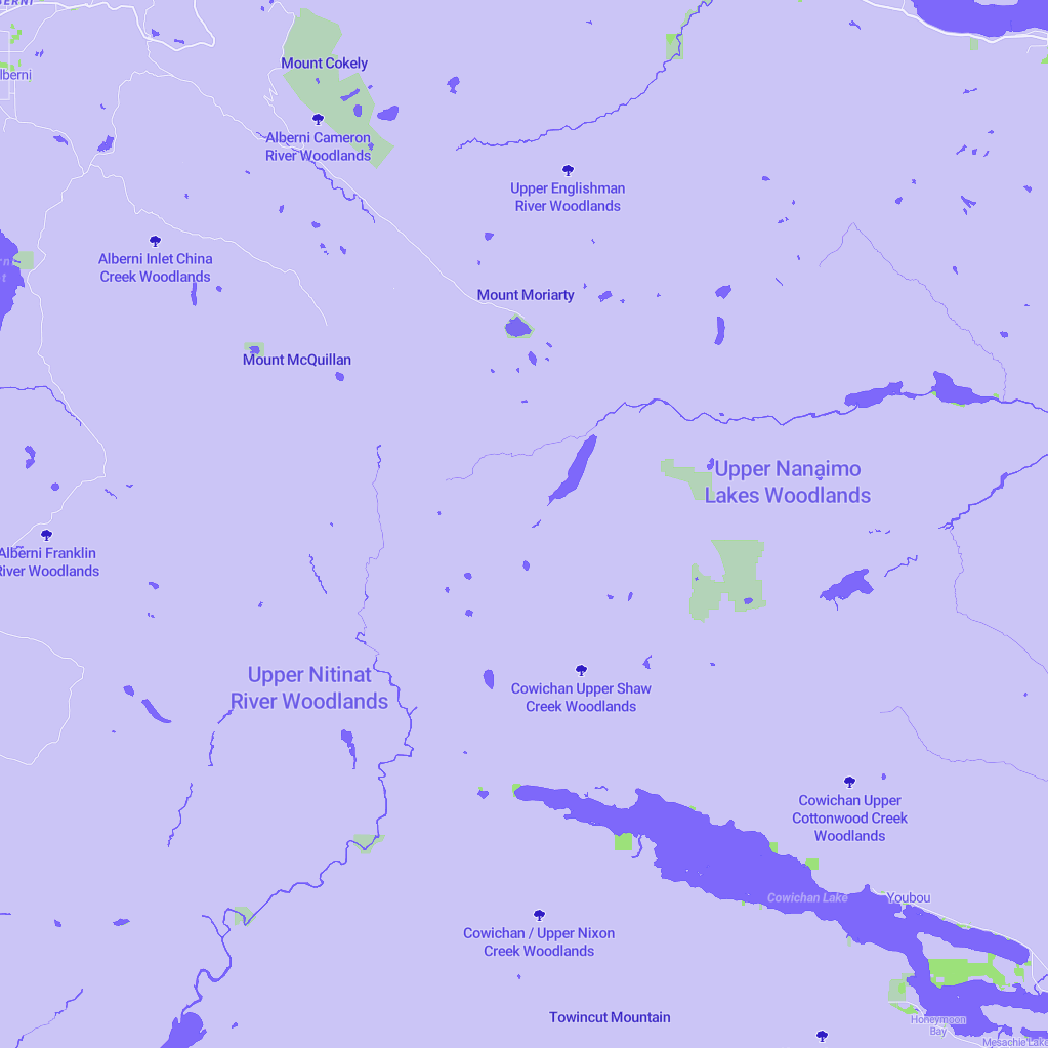 Mount Cokely
Alberni Cameron
River Woodlands
Upper Englishman
River Woodlands
Alberni Inlet China
Creek Woodlands
Mount Moriarty
Mount McQuillan
Upper Nanaimo
Lakes Woodlands
Alberni Franklin
River Woodlands
Upper Nitinat
River Woodlands
Cowichan Upper Shaw
Creek Woodlands
Cowichan Upper
Cottonwood Creek
Woodlands
Cowichan Lake
Youbou
Cowichan / Upper Nixon
Creek Woodlands
Towincut Mountain
Honeymoon
Bay
Mesachie Lake